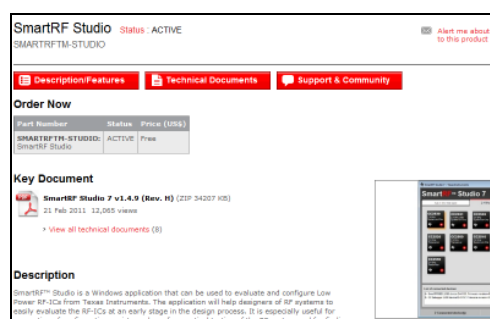 SmartRF Studio Status : ACTIVE
SMARTRFTM-STUDIO
Alert me about
to this product
Description/Features
Technical Documents
Support & Community
Order Now
Part Number Status Price (US$)
SMARTRFTM-STUDIO: ACTIVE Free
SmartRF Studio
Key Document
SmartRF Studio 7 v1.4.9 (Rev. H) (ZIP 34207 KB)
21 Feb 2011 12,065 views
View all technical documents (8)
SmartRF™ Studio 7
Description
SmartRF™ Studio is a Windows application that can be used to evaluate and configure Low
Power RF-ICs from Texas Instruments. The application will help designers of RF systems to
easily evaluate the RF-ICs at an early stage in the design process. It is especially useful for